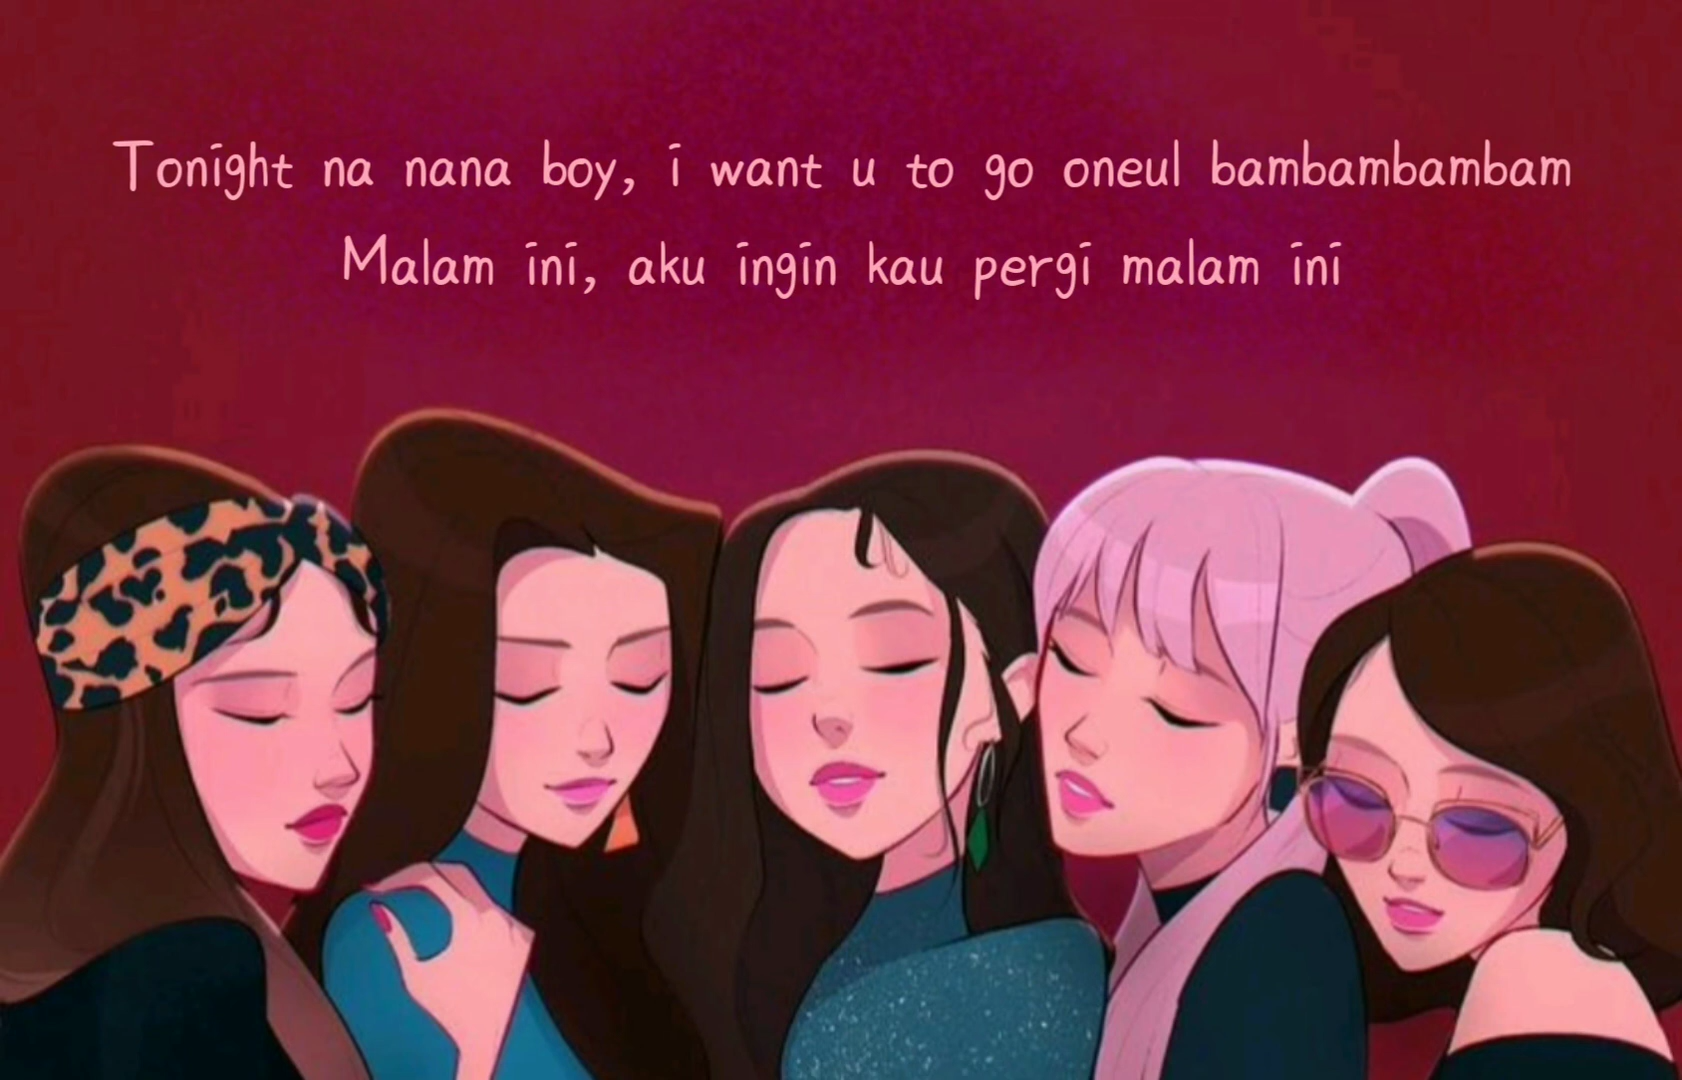 Tonight na nana boy, i want u to go oneul bambambambam
Malam ini, aku ingin kau pergi malam ini